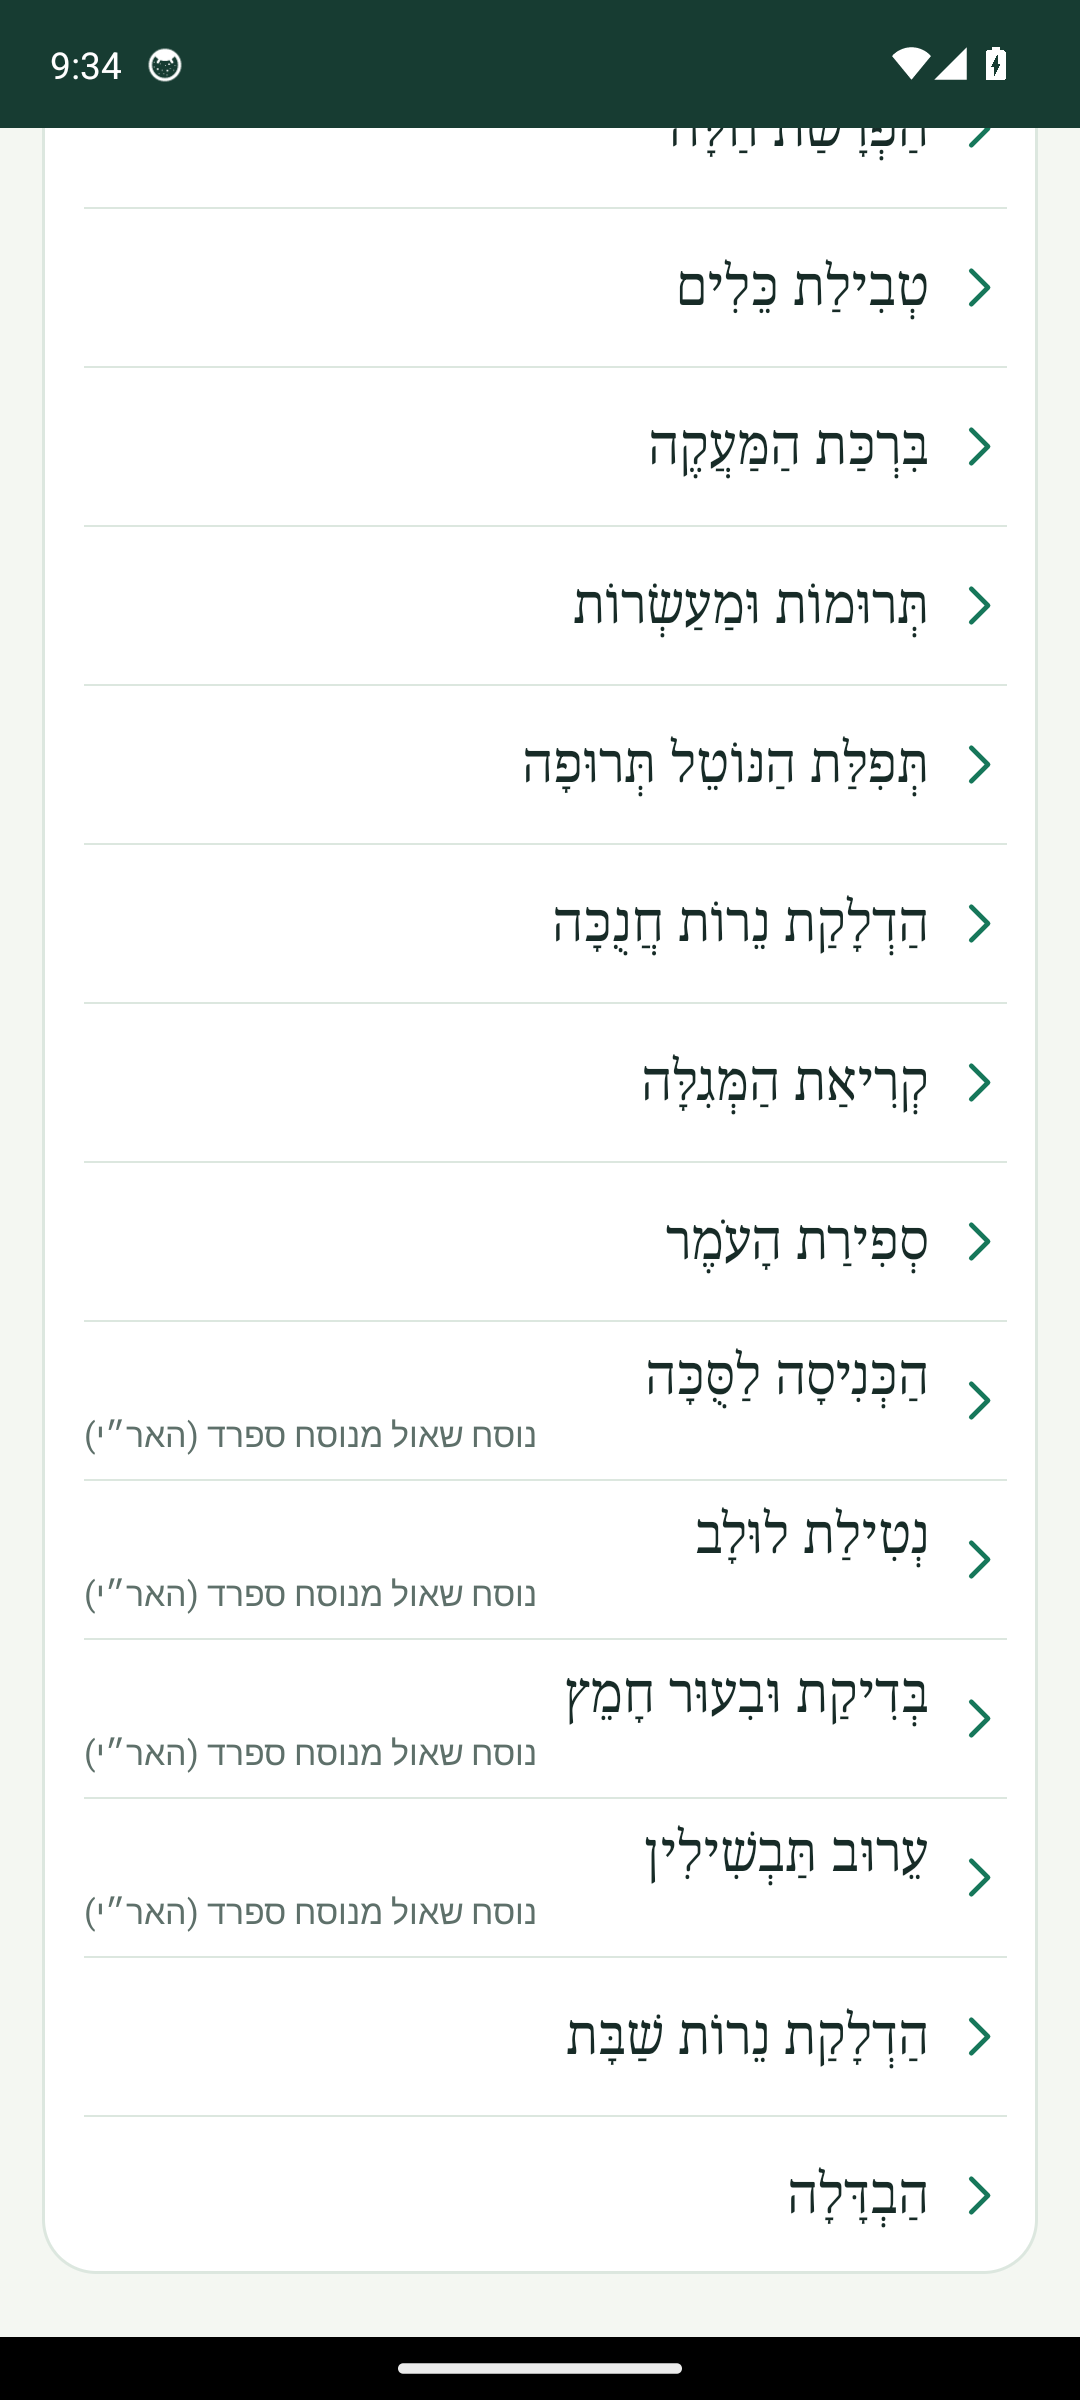 9:34
הַפְרָשַׁת חַלָּה
טְבִילַת כֵּלִים
בִּרְכַּת הַמַּעֲקֶה
תְּרוּמוֹת וּמַעַשְׂרוֹת
תְּפִלַּת הַנּוֹטֵל תְּרוּפָה
הַדְלָקַת נֵרוֹת חֲנֻכָּה
קְרִיאַת הַמְּגִלָּה
סְפִירַת הָעֹמֶר
הַכְּנִיסָה לַסֻּכָּה
נוסח שאול מנוסח ספרד (האר״י)
נְטִילַת לוּלָב
נוסח שאול מנוסח ספרד (האר״י)
בְּדִיקַת וּבִעוּר חָמֵץ
נוסח שאול מנוסח ספרד (האר״י)
עֵרוּב תַּבְשִׁילִין
נוסח שאול מנוסח ספרד (האר״י)
הַדְלָקַת נֵרוֹת שַׁבָּת
הַבְדָּלָה